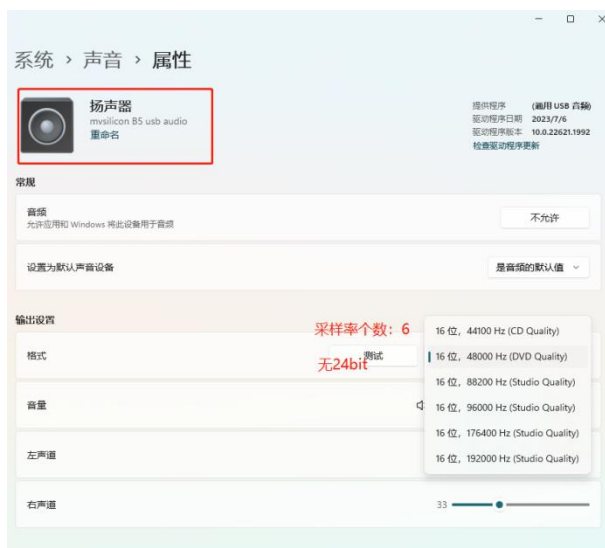 系统 › 声音 › 属性
扬声器
mvsilicon B5 usb audio
重命名
提供程序 (通用 USB 音频)
驱动程序日期 2023/7/6
驱动程序版本 10.0.22621.1992
检查驱动程序更新
常规
音频
允许应用和 Windows 将此设备用于音频
不允许
设置为默认声音设备
是音频的默认值
输出设置
采样率个数：6
格式
测试
无24bit
16 位，44100 Hz (CD Quality)
16 位，48000 Hz (DVD Quality)
16 位，88200 Hz (Studio Quality)
16 位，96000 Hz (Studio Quality)
16 位，176400 Hz (Studio Quality)
16 位，192000 Hz (Studio Quality)
音量
左声道
右声道
33